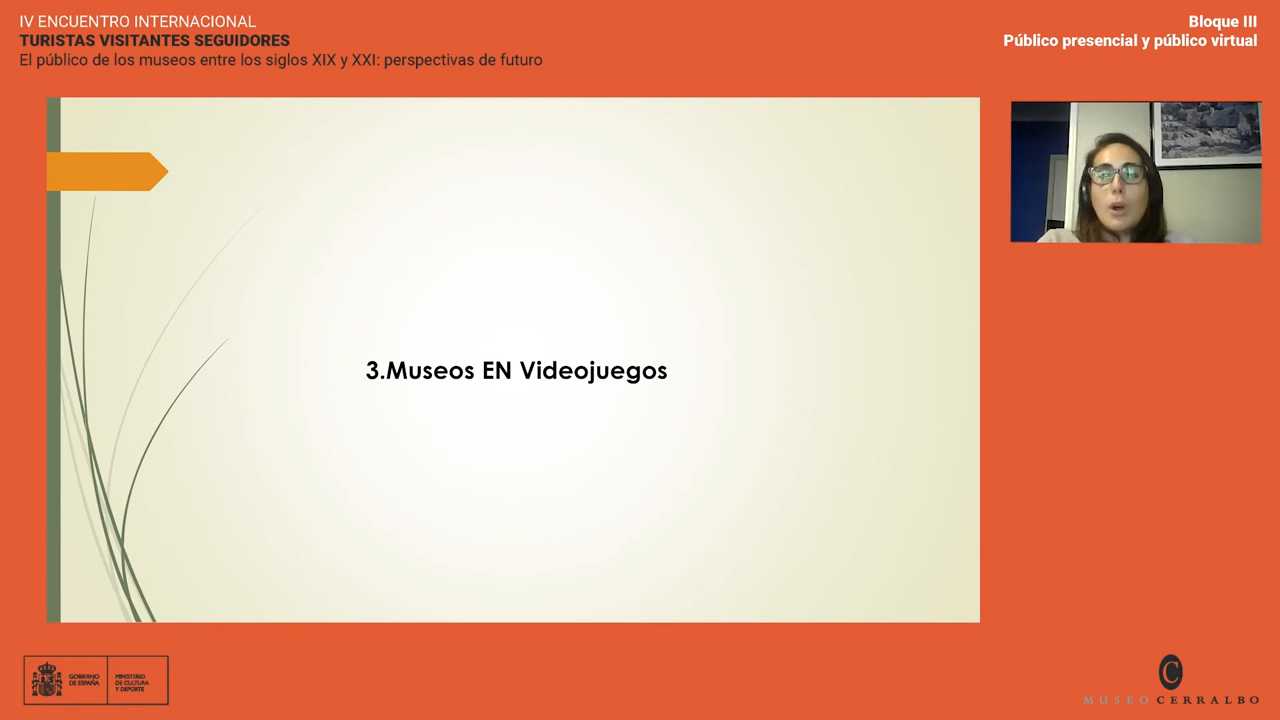 IV ENCUENTRO INTERNACIONAL
TURISTAS VISITANTES SEGUIDORES
El público de los museos entre los siglos XIX y XXI: perspectivas de futuro
Bloque III
Público presencial y público virtual
3.Museos EN Videojuegos
GOBIERNO
DE ESPAÑA
MINISTERIO
DE CULTURA
Y DEPORTE
C
MUSEO CERRALBO